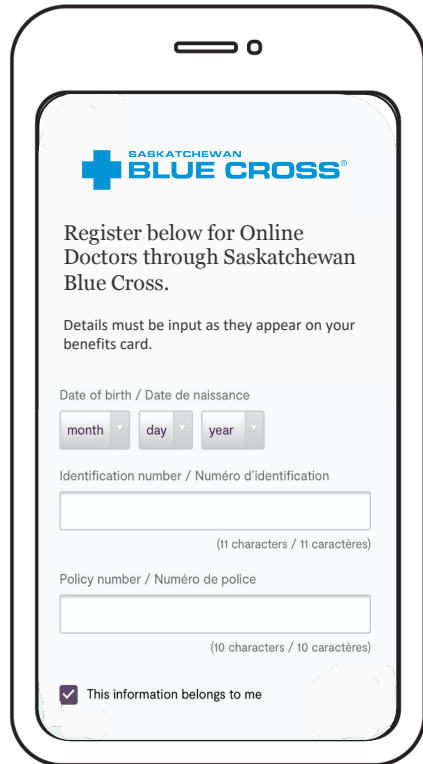 SASKATCHEWAN
BLUE CROSS®
Register below for Online
Doctors through Saskatchewan
Blue Cross.
Details must be input as they appear on your
benefits card.
Date of birth / Date de naissance
month day year
Identification number / Numéro d'identification
(11 characters / 11 caractères)
Policy number / Numéro de police
(10 characters / 10 caractères)
This information belongs to me